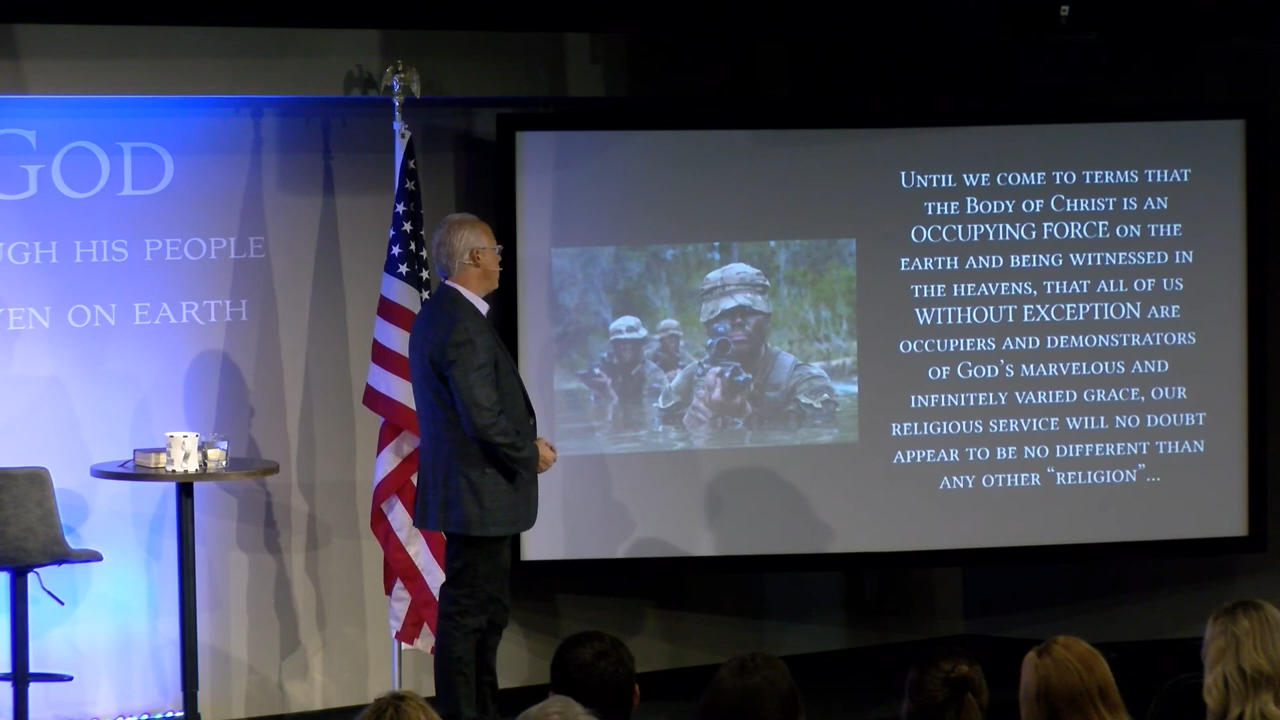 GOD
UGH HIS PEOPLE
VEN ON EARTH
UNTIL WE COME TO TERMS THAT
THE BODY OF CHRIST IS AN
OCCUPYING FORCE ON THE
EARTH AND BEING WITNESSED IN
THE HEAVENS, THAT ALL OF US
WITHOUT EXCEPTION ARE
OCCUPIERS AND DEMONSTRATORS
OF GOD'S MARVELOUS AND
INFINITELY VARIED GRACE, OUR
RELIGIOUS SERVICE WILL NO DOUBT
APPEAR TO BE NO DIFFERENT THAN
ANY OTHER “RELIGION”...